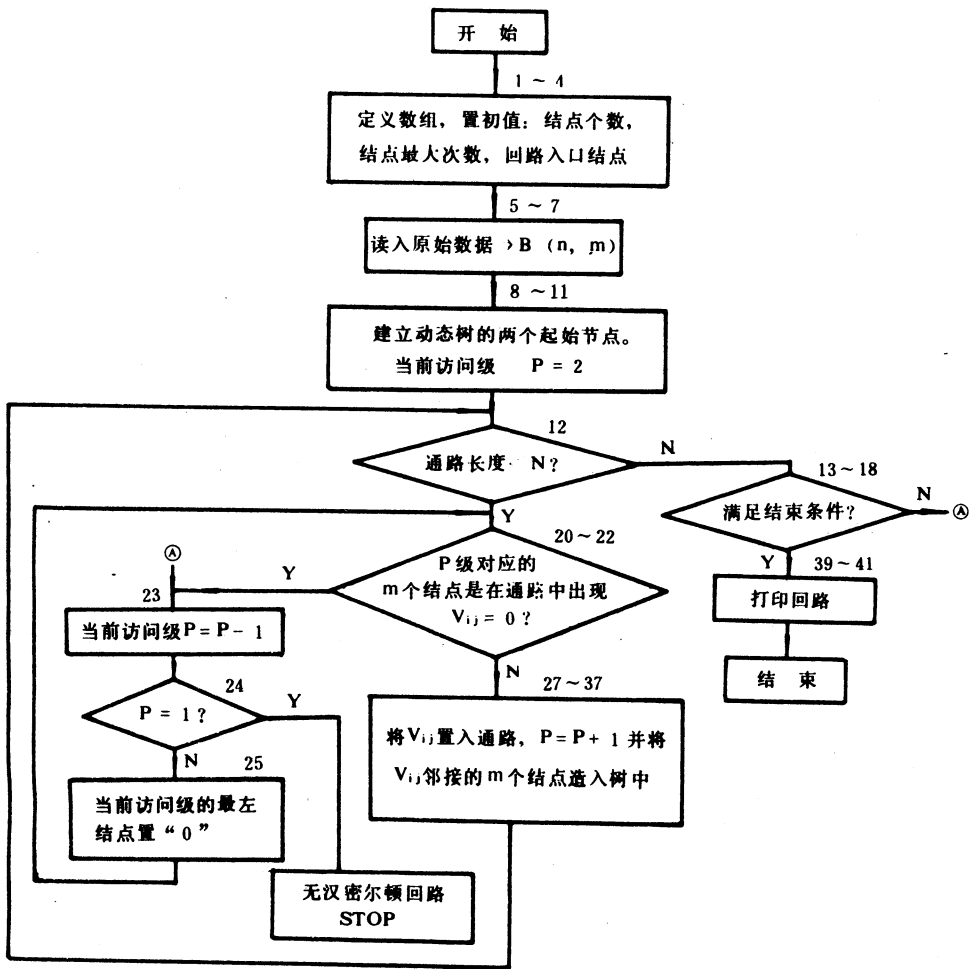 开 始
1 ~ 4
定义数组, 置初值: 结点个数,
结点最大次数, 回路入口结点
5 ~ 7
读入原始数据 → B (n, m)
8 ~ 11
建立动态树的两个起始节点。
当前访问级 P = 2
12
通路长度 N?
N
Y
13 ~ 18
满足结束条件?
N
Ⓐ
Y
39 ~ 41
打印回路
结 束
20 ~ 22
P 级对应的
m个结点是在通路中出现
Vij = 0 ?
Y
N
Ⓐ
23
当前访问级P = P - 1
24
P = 1 ?
Y
N
25
当前访问级的最左
结点置 “ 0 ”
27 ~ 37
将Vij置入通路, P = P + 1 并将
Vij邻接的m个结点造入树中
无汉密尔顿回路
STOP